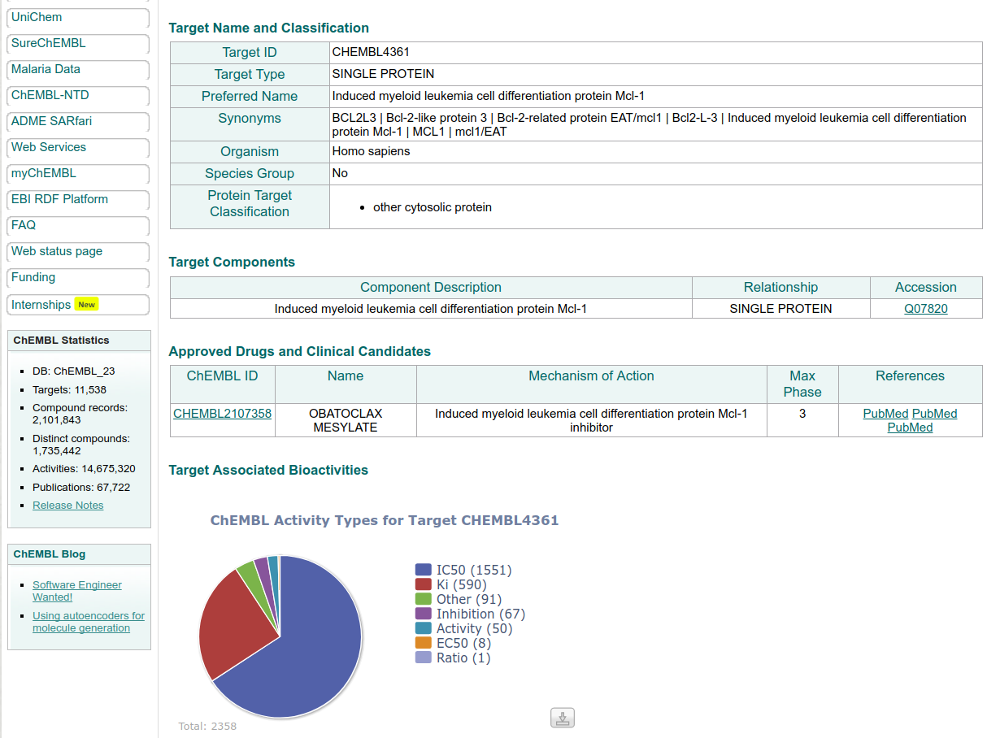 UniChem
SureChEMBL
Malaria Data
ChEMBL-NTD
ADME SARfari
Web Services
myChEMBL
EBI RDF Platform
FAQ
Web status page
Funding
Internships New
ChEMBL Statistics
DB: ChEMBL_23
Targets: 11,538
Compound records:
2,101,843
Distinct compounds:
1,735,442
Activities: 14,675,320
Publications: 67,722
Release Notes
ChEMBL Blog
Software Engineer
Wanted!
Using autoencoders for
molecule generation
Target Name and Classification
Target ID CHEMBL4361
Target Type SINGLE PROTEIN
Preferred Name Induced myeloid leukemia cell differentiation protein Mcl-1
Synonyms BCL2L3 | Bcl-2-like protein 3 | Bcl-2-related protein EAT/mcl1 | Bcl2-L-3 | Induced myeloid leukemia cell differentiation
protein Mcl-1 | MCL1 | mcl1/EAT
Organism Homo sapiens
Species Group No
Protein Target
Classification
• other cytosolic protein
Target Components
Component Description Relationship Accession
Induced myeloid leukemia cell differentiation protein Mcl-1 SINGLE PROTEIN Q07820
Approved Drugs and Clinical Candidates
ChEMBL ID Name Mechanism of Action Max
Phase References
CHEMBL2107358 OBATOCLAX
MESYLATE Induced myeloid leukemia cell differentiation protein Mcl-1
inhibitor 3 PubMed PubMed
PubMed
Target Associated Bioactivities
ChEMBL Activity Types for Target CHEMBL4361
IC50 (1551)
Ki (590)
Other (91)
Inhibition (67)
Activity (50)
EC50 (8)
Ratio (1)
Total: 2358